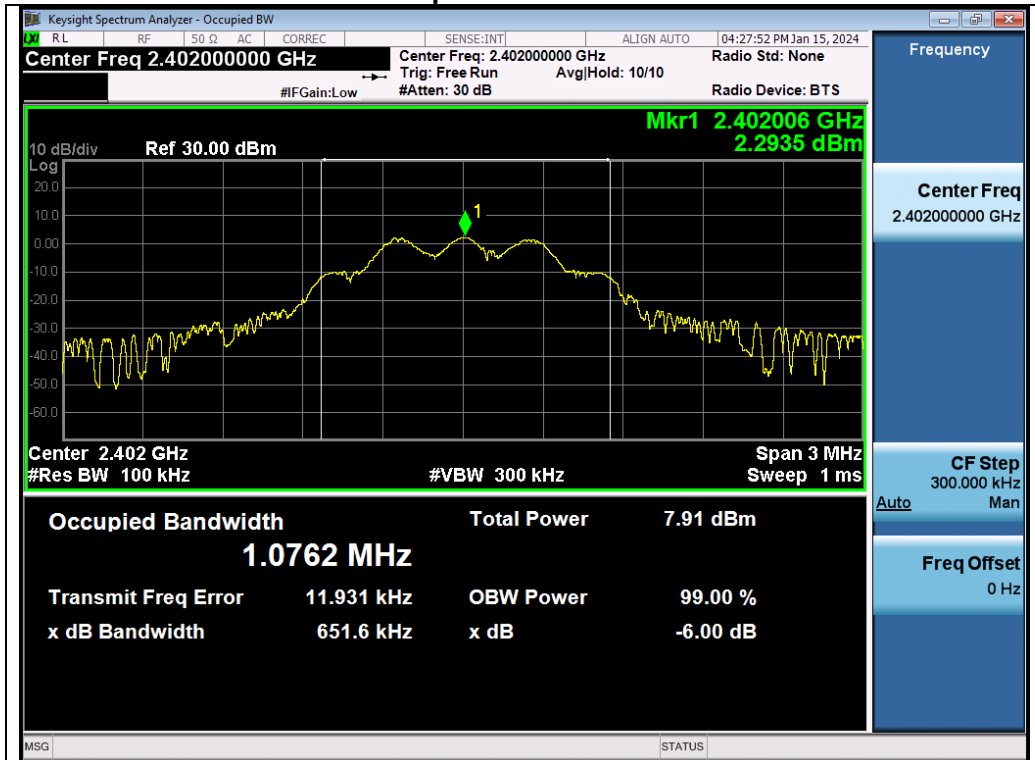 Keysight Spectrum Analyzer - Occupied BW
LXI RL RF 50 Ω AC CORREC SENSE:INT ALIGN AUTO 04:27:52 PM Jan 15, 2024
Center Freq 2.402000000 GHz
Center Freq: 2.402000000 GHz Radio Std: None
Trig: Free Run Avg|Hold: 10/10
#IFGain:Low #Atten: 30 dB Radio Device: BTS
Mkr1 2.402006 GHz
2.2935 dBm
10 dB/div Ref 30.00 dBm
Log
20.0
10.0
1
0.00
-10.0
-20.0
-30.0
-40.0
-50.0
-60.0
Center 2.402 GHz Span 3 MHz
#Res BW 100 kHz #VBW 300 kHz Sweep 1 ms
Occupied Bandwidth Total Power 7.91 dBm
1.0762 MHz
Transmit Freq Error 11.931 kHz OBW Power 99.00 %
x dB Bandwidth 651.6 kHz x dB -6.00 dB
Frequency
Center Freq
2.402000000 GHz
CF Step
300.000 kHz
Auto Man
Freq Offset
0 Hz
MSG STATUS